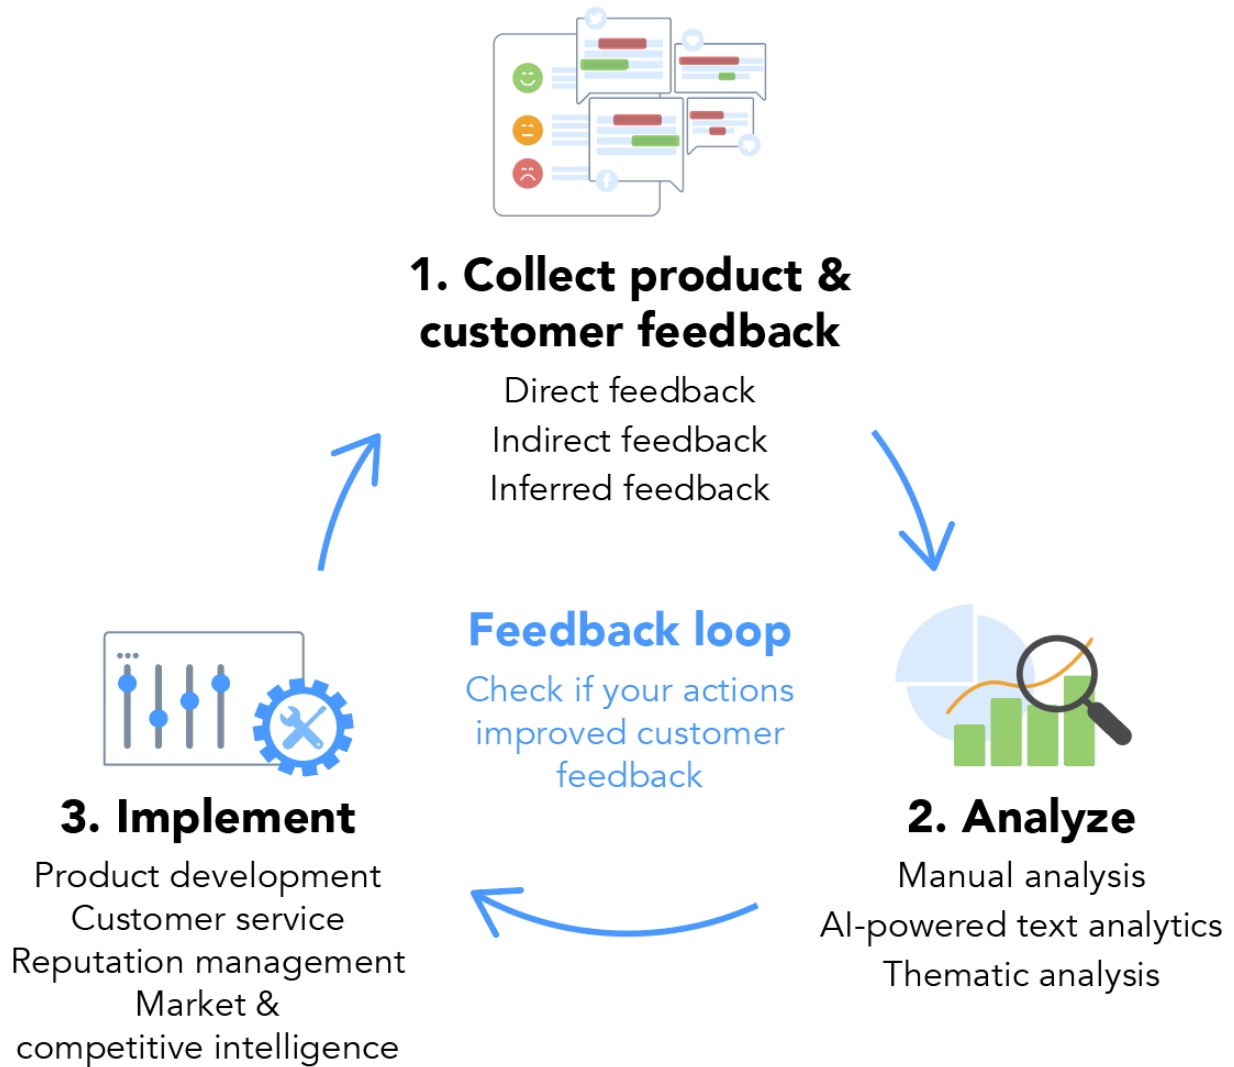 1. Collect product &
customer feedback
Direct feedback
Indirect feedback
Inferred feedback
Feedback loop
Check if your actions
improved customer
feedback
2. Analyze
Manual analysis
AI-powered text analytics
Thematic analysis
3. Implement
Product development
Customer service
Reputation management
Market &
competitive intelligence